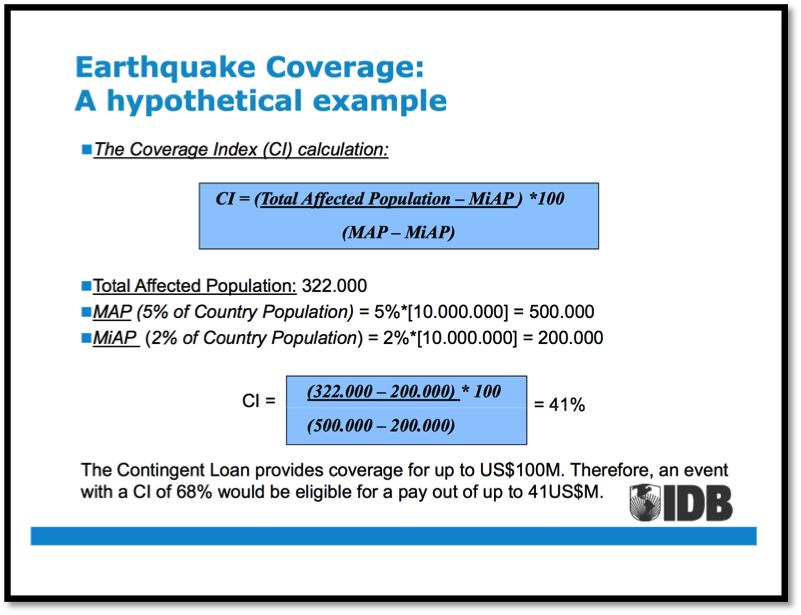 Earthquake Coverage:
A hypothetical example
The Coverage Index (CI) calculation:
CI = (Total Affected Population – MiAP ) *100
(MAP – MiAP)
Total Affected Population: 322.000
MAP (5% of Country Population) = 5%*[10.000.000] = 500.000
MiAP (2% of Country Population) = 2%*[10.000.000] = 200.000
(322.000 – 200.000) * 100
CI = = 41%
(500.000 – 200.000)
The Contingent Loan provides coverage for up to US$100M. Therefore, an event
with a CI of 68% would be eligible for a pay out of up to 41US$M.
IDB